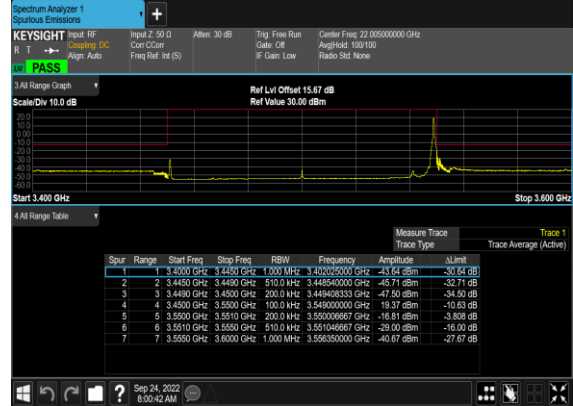 Spectrum Analyzer 1
Spurious Emissions
KEYSIGHT Input: RF Input Z: 50 Ω Atten: 30 dB Trig: Free Run Center Freq: 22.005000000 GHz
R T Coupling: DC Corr CCorr Gate: Off Avg|Hold: 100/100
Align: Auto Freq Ref: Int (S) IF Gain: Low Radio Std: None
PASS
3 All Range Graph
Ref Lvl Offset 15.67 dB
Scale/Div 10.0 dB Ref Value 30.00 dBm
20.0
10.0
0.00
-10.0
-20.0
-30.0
-40.0
-50.0
-60.0
Start 3.400 GHz Stop 3.600 GHz
4 All Range Table
Measure Trace Trace 1
Trace Type Trace Average (Active)
Spur Range Start Freq Stop Freq RBW Frequency Amplitude ΔLimit
1 1 3.4000 GHz 3.4450 GHz 1.000 MHz 3.402025000 GHz -43.64 dBm -30.64 dB
2 2 3.4450 GHz 3.4490 GHz 510.0 kHz 3.448540000 GHz -45.71 dBm -32.71 dB
3 3 3.4490 GHz 3.4500 GHz 200.0 kHz 3.449408333 GHz -47.50 dBm -34.50 dB
4 4 3.4500 GHz 3.5500 GHz 200.0 kHz 3.549000000 GHz 19.37 dBm -10.63 dB
5 5 3.5500 GHz 3.5510 GHz 200.0 kHz 3.550006667 GHz -16.81 dBm -3.808 dB
6 6 3.5510 GHz 3.5550 GHz 510.0 kHz 3.551046667 GHz -29.00 dBm -16.00 dB
7 7 3.5550 GHz 3.6000 GHz 1.000 MHz 3.556350000 GHz -40.67 dBm -27.67 dB
Sep 24, 2022
8:00:42 AM